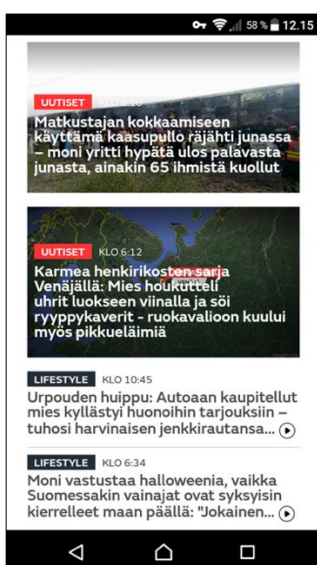 58 % 12.15
UUTISET
Matkustajan kokkaamiseen
käyttämä kaasupullo räjähti junassa
– moni yritti hypätä ulos palavasta
junasta, ainakin 65 ihmistä kuollut
UUTISET KLO 6:12
Karmea henkirikosten sarja
Venäjällä: Mies houkutteli
uhrit luokseen viinalla ja söi
ryyppykaverit - ruokavalioon kuului
myös pikkueläimiä
LIFESTYLE KLO 10:45
Urpouden huippu: Autoaan kaupitellut
mies kyllästyi huonoihin tarjouksiin –
tuhosi harvinaisen jenkkirautansa...
LIFESTYLE KLO 6:34
Moni vastustaa halloweenia, vaikka
Suomessakin vainajat ovat syksyisin
kierrelleet maan päällä: "Jokainen...